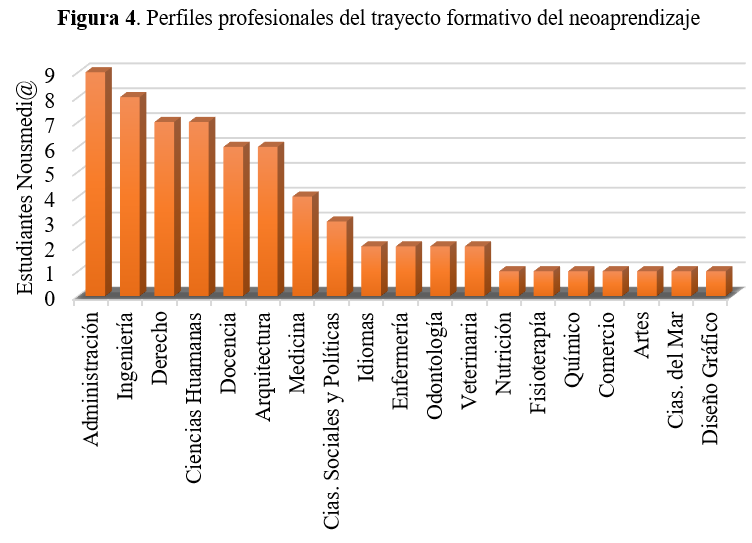 Figura 4. Perfiles profesionales del trayecto formativo del neoaprendizaje
Estudiantes Nousmedi@
9
8
7
6
5
4
3
2
1
0
Administración
Ingeniería
Derecho
Ciencias Huamanas
Docencia
Arquitectura
Medicina
Cias. Sociales y Políticas
Idiomas
Enfermería
Odontología
Veterinaria
Nutrición
Fisioterapía
Químico
Comercio
Artes
Cias. del Mar
Diseño Gráfico